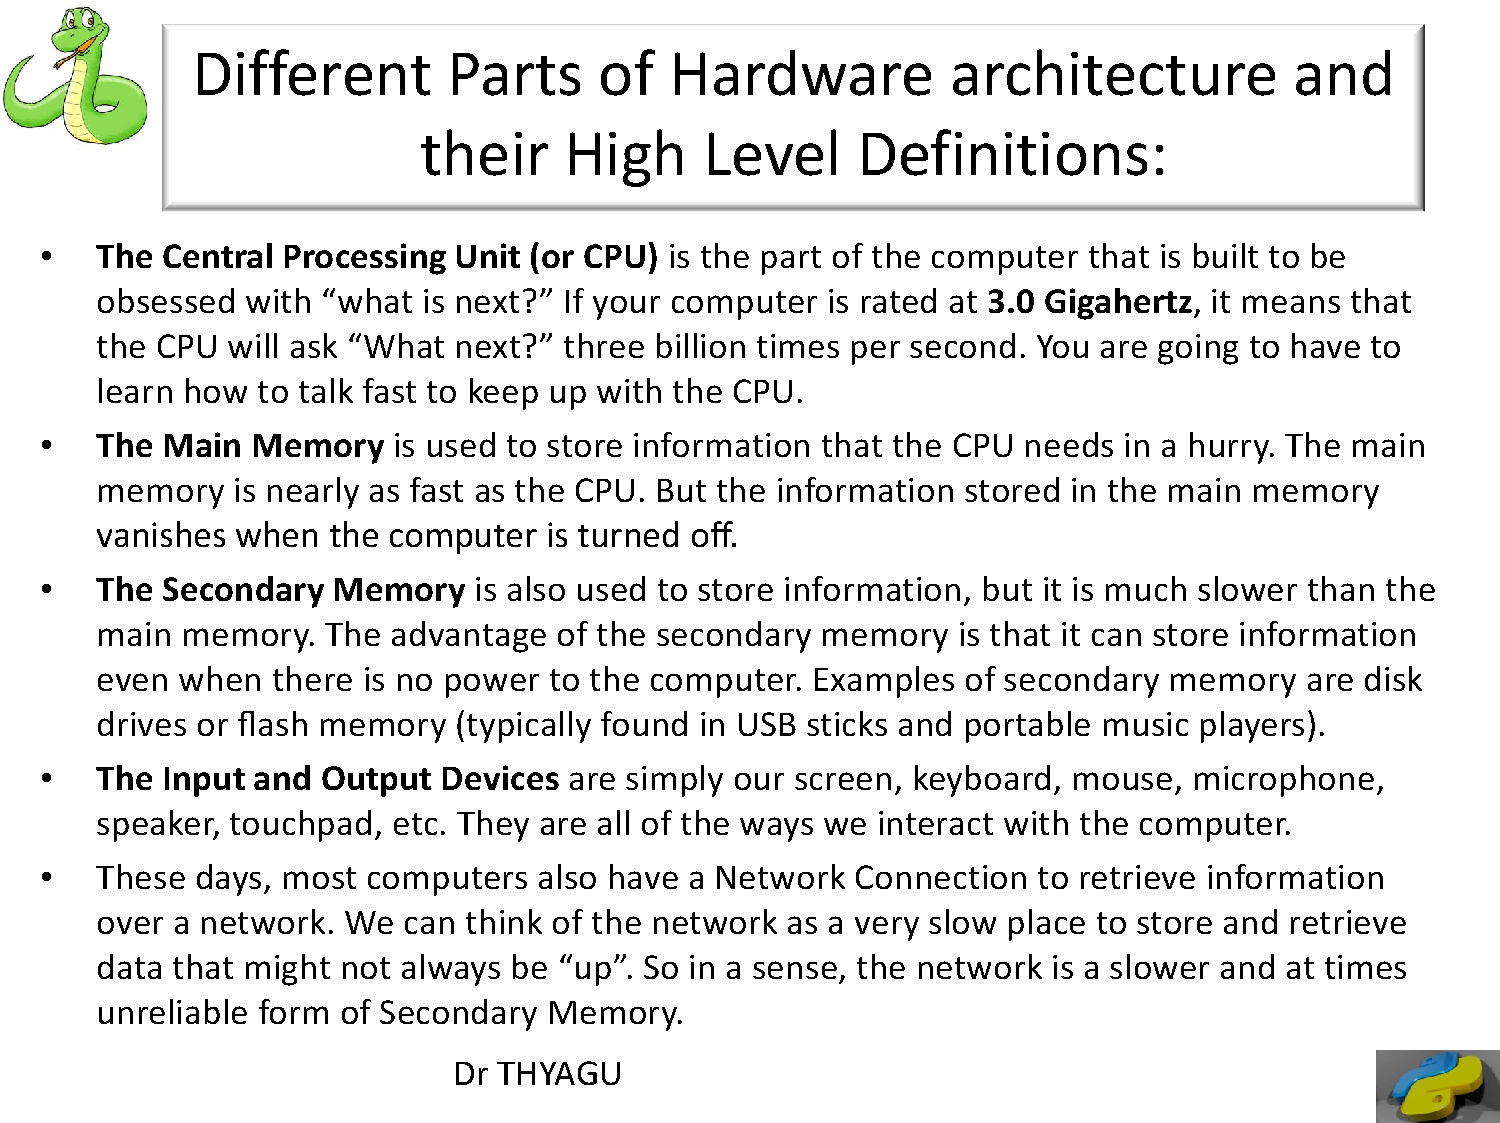 Different Parts of Hardware architecture and
their High Level Definitions:
• The Central Processing Unit (or CPU) is the part of the computer that is built to be
obsessed with “what is next?” If your computer is rated at 3.0 Gigahertz, it means that
the CPU will ask “What next?” three billion times per second. You are going to have to
learn how to talk fast to keep up with the CPU.
• The Main Memory is used to store information that the CPU needs in a hurry. The main
memory is nearly as fast as the CPU. But the information stored in the main memory
vanishes when the computer is turned off.
• The Secondary Memory is also used to store information, but it is much slower than the
main memory. The advantage of the secondary memory is that it can store information
even when there is no power to the computer. Examples of secondary memory are disk
drives or flash memory (typically found in USB sticks and portable music players).
• The Input and Output Devices are simply our screen, keyboard, mouse, microphone,
speaker, touchpad, etc. They are all of the ways we interact with the computer.
• These days, most computers also have a Network Connection to retrieve information
over a network. We can think of the network as a very slow place to store and retrieve
data that might not always be “up”. So in a sense, the network is a slower and at times
unreliable form of Secondary Memory.
Dr THYAGU